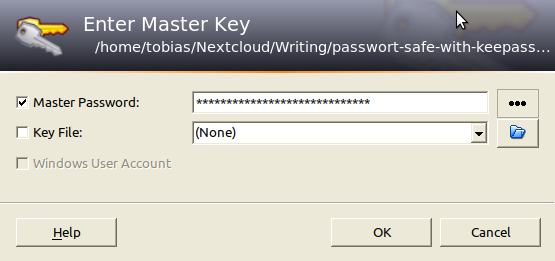 Enter Master Key
/home/tobias/Nextcloud/Writing/passwort-safe-with-keepass...
Master Password:
*****************************
Key File:
(None)
Windows User Account
Help
OK
Cancel